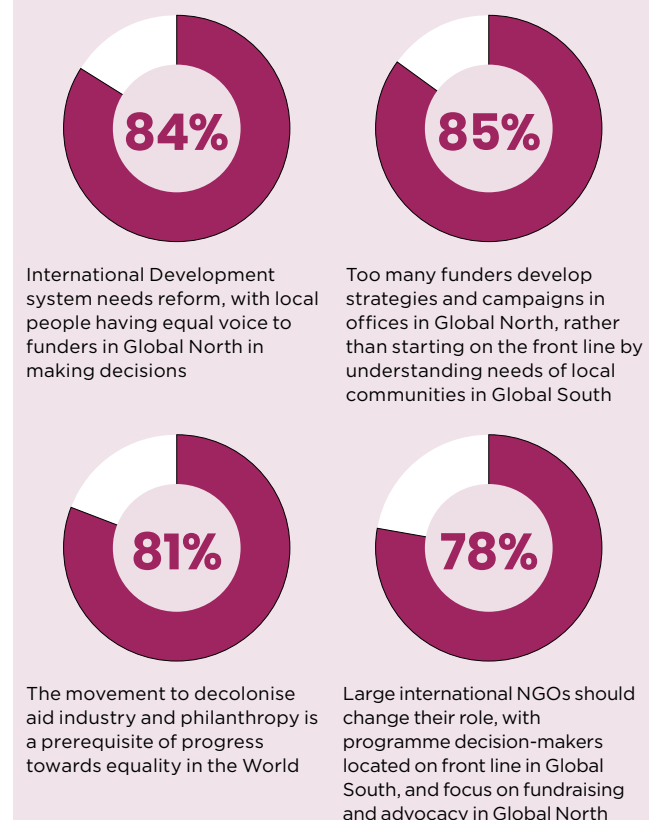 84%
International Development
system needs reform, with local
people having equal voice to
funders in Global North in
making decisions
85%
Too many funders develop
strategies and campaigns in
offices in Global North, rather
than starting on the front line by
understanding needs of local
communities in Global South
81%
The movement to decolonise
aid industry and philanthropy is
a prerequisite of progress
towards equality in the World
78%
Large international NGOs should
change their role, with
programme decision-makers
located on front line in Global
South, and focus on fundraising
and advocacy in Global North